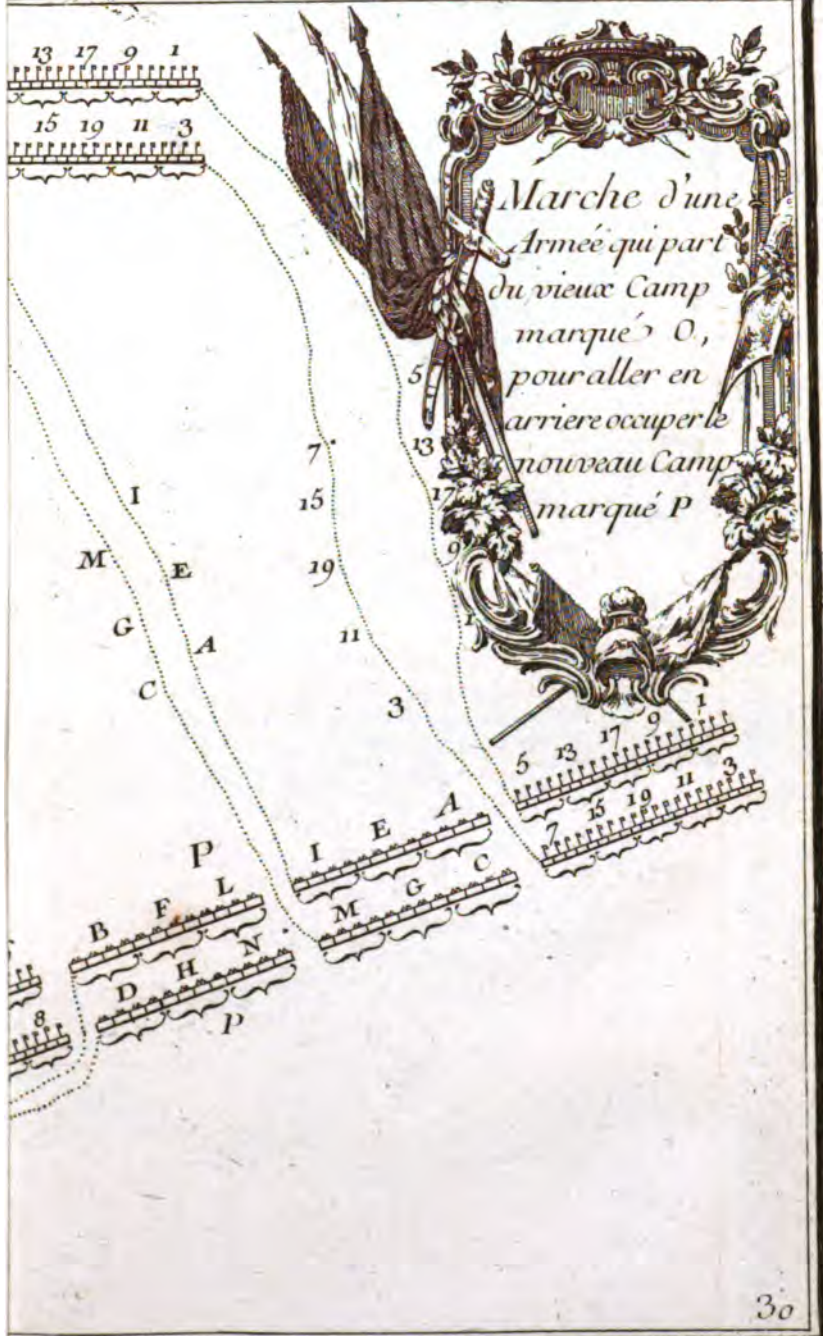 13 17 9 1
15 19 11 3
Marche d'une
Armée qui part
du vieux Camp
marqué O,
pour aller en
arriere occuper le
nouveau Camp
marqué P
5
13
17
9
1
7
15
19
11
3
I
E
A
M
G
C
5 13 17 9 1
7 15 19 11 3
I E A
M G C
P
B F L
D H N
P
8
30